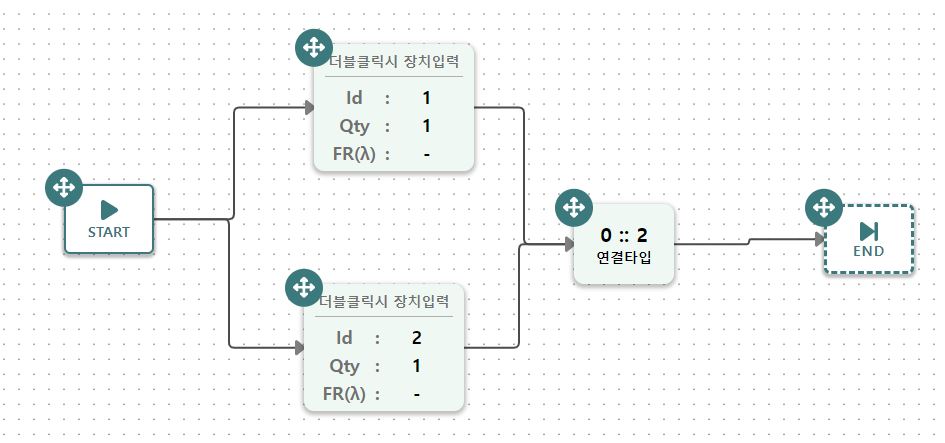 더블클릭시 장치입력
Id : 1
Qty : 1
FR(λ) : -
START
0 :: 2
연결타입
END
더블클릭시 장치입력
Id : 2
Qty : 1
FR(λ) : -